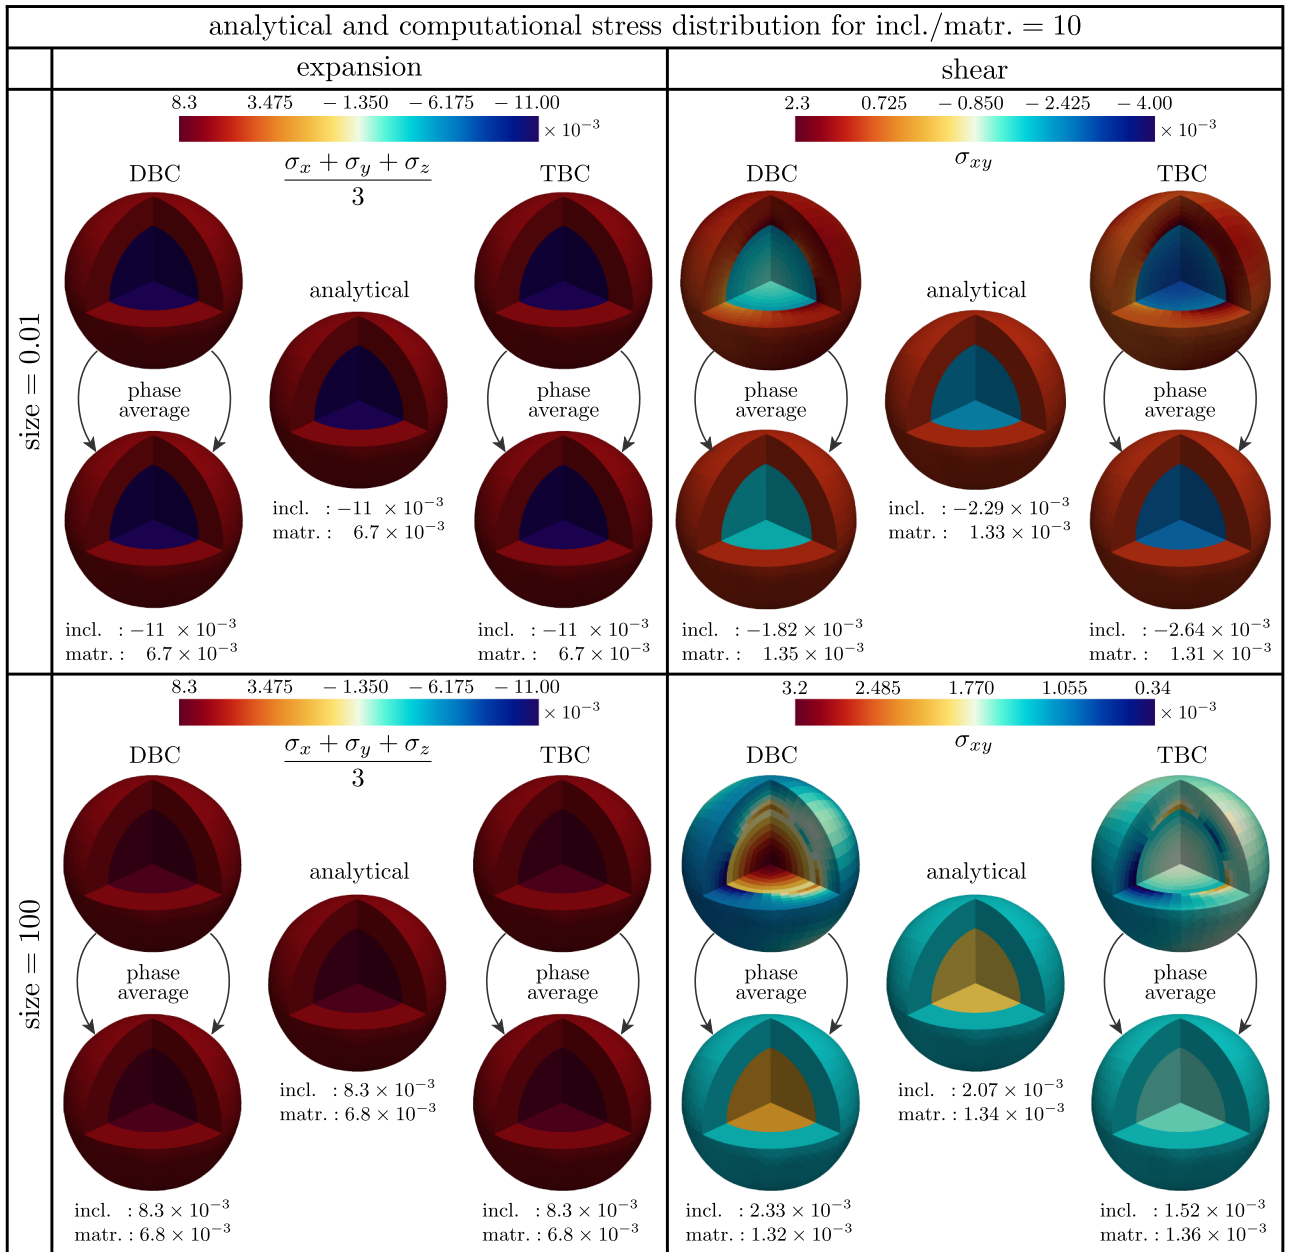 analytical and computational stress distribution for incl./matr. = 10
expansion
shear
size = 0.01
8.3 3.475 − 1.350 − 6.175 − 11.00
× 10⁻³
DBC
(σx + σy + σz)/3
TBC
analytical
phase
average
phase
average
incl. : −11 × 10⁻³
matr. : 6.7 × 10⁻³
incl. : −11 × 10⁻³
matr. : 6.7 × 10⁻³
incl. : −11 × 10⁻³
matr. : 6.7 × 10⁻³
2.3 0.725 − 0.850 − 2.425 − 4.00
× 10⁻³
DBC
σxy
TBC
analytical
phase
average
phase
average
incl. : −2.29 × 10⁻³
matr. : 1.33 × 10⁻³
incl. : −1.82 × 10⁻³
matr. : 1.35 × 10⁻³
incl. : −2.64 × 10⁻³
matr. : 1.31 × 10⁻³
size = 100
8.3 3.475 − 1.350 − 6.175 − 11.00
× 10⁻³
DBC
(σx + σy + σz)/3
TBC
analytical
phase
average
phase
average
incl. : 8.3 × 10⁻³
matr. : 6.8 × 10⁻³
incl. : 8.3 × 10⁻³
matr. : 6.8 × 10⁻³
incl. : 8.3 × 10⁻³
matr. : 6.8 × 10⁻³
3.2 2.485 1.770 1.055 0.34
× 10⁻³
DBC
σxy
TBC
analytical
phase
average
phase
average
incl. : 2.07 × 10⁻³
matr. : 1.34 × 10⁻³
incl. : 2.33 × 10⁻³
matr. : 1.32 × 10⁻³
incl. : 1.52 × 10⁻³
matr. : 1.36 × 10⁻³